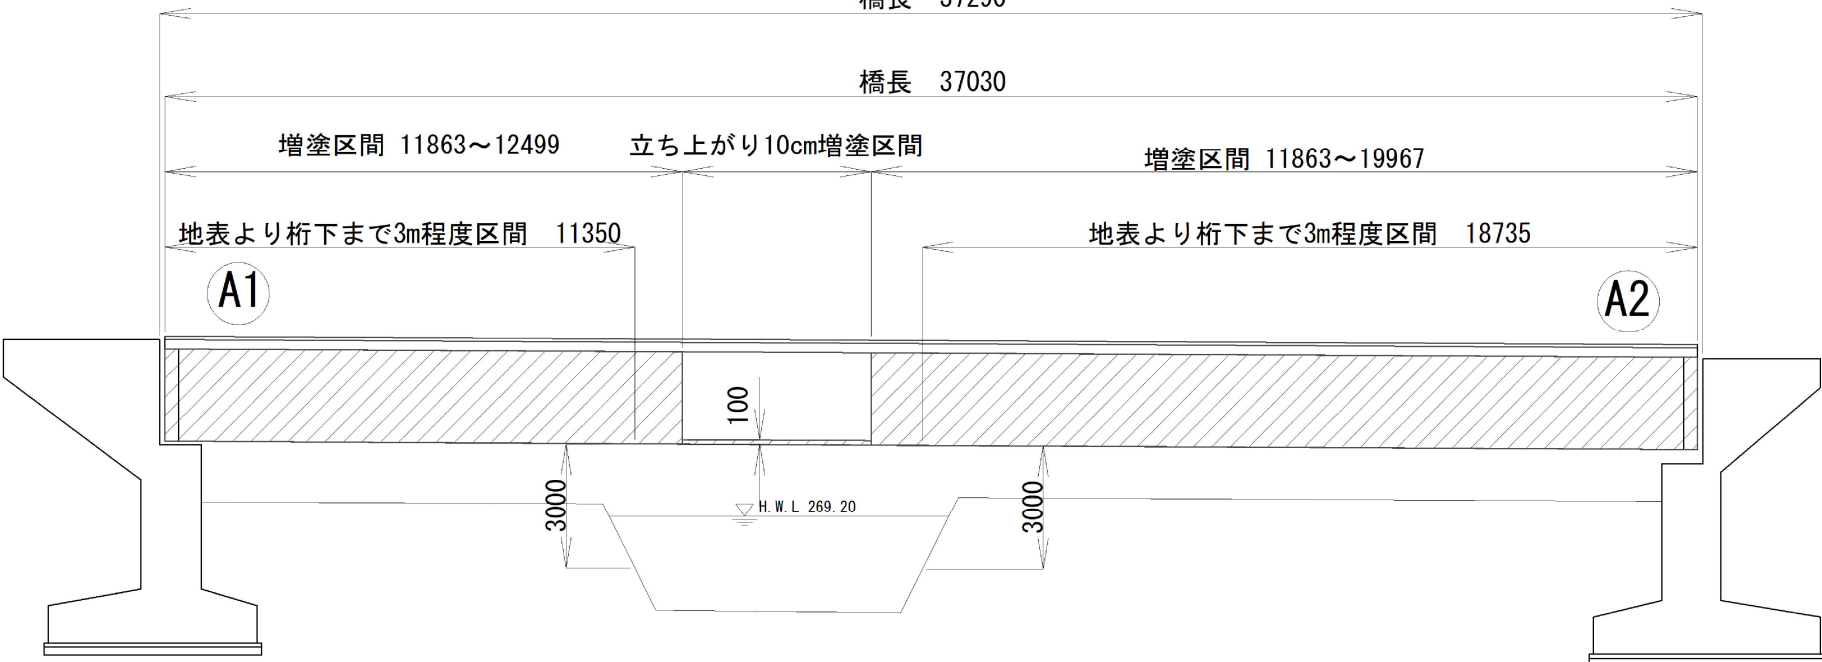 橋長 37290
橋長 37030
増塗区間 11863～12499
立ち上がり10cm増塗区間
増塗区間 11863～19967
地表より桁下まで3m程度区間 11350
地表より桁下まで3m程度区間 18735
A1
A2
100
3000
H.W.L 269.20
3000